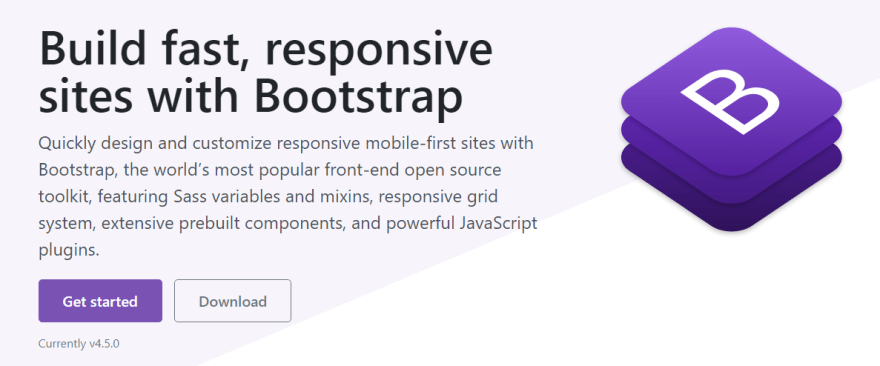 Build fast, responsive
sites with Bootstrap
Quickly design and customize responsive mobile-first sites with
Bootstrap, the world’s most popular front-end open source
toolkit, featuring Sass variables and mixins, responsive grid
system, extensive prebuilt components, and powerful JavaScript
plugins.
Get started
Download
Currently v4.5.0
B